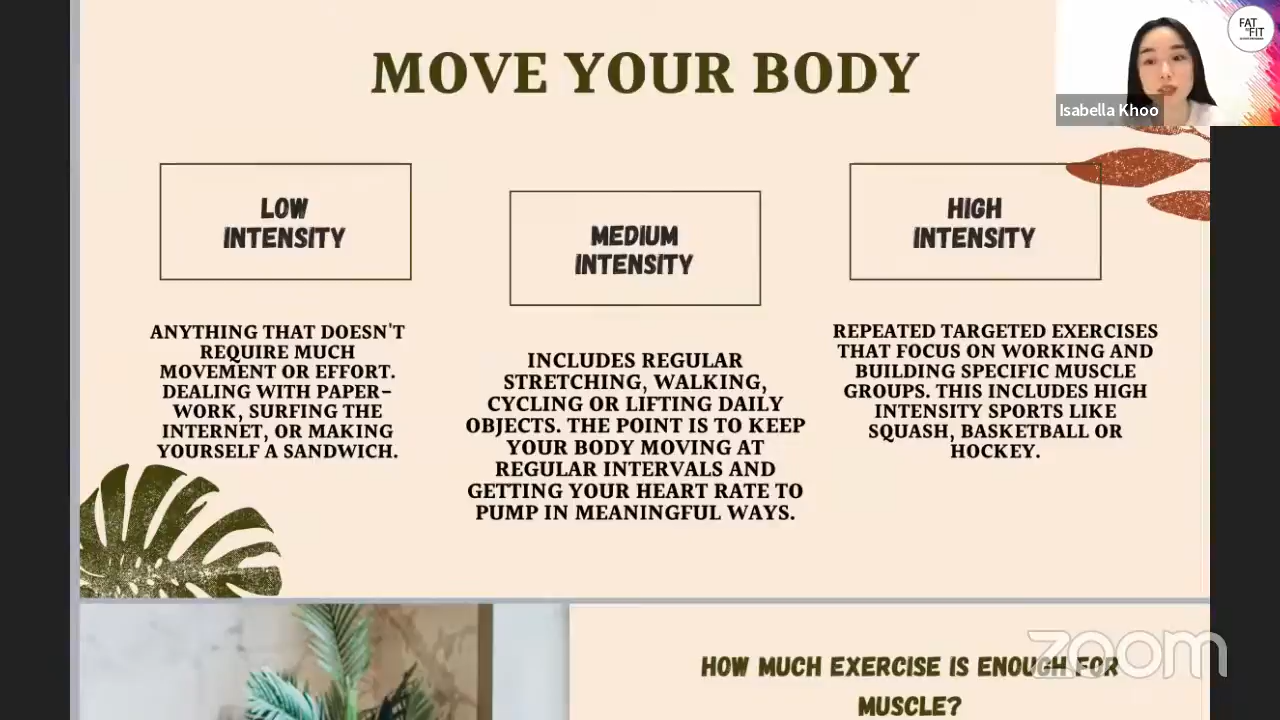 MOVE YOUR BODY
FAT
FIT
Isabella Khoo
LOW
INTENSITY
ANYTHING THAT DOESN'T
REQUIRE MUCH
MOVEMENT OR EFFORT.
DEALING WITH PAPER-
WORK, SURFING THE
INTERNET, OR MAKING
YOURSELF A SANDWICH.
MEDIUM
INTENSITY
INCLUDES REGULAR
STRETCHING, WALKING,
CYCLING OR LIFTING DAILY
OBJECTS. THE POINT IS TO KEEP
YOUR BODY MOVING AT
REGULAR INTERVALS AND
GETTING YOUR HEART RATE TO
PUMP IN MEANINGFUL WAYS.
HIGH
INTENSITY
REPEATED TARGETED EXERCISES
THAT FOCUS ON WORKING AND
BUILDING SPECIFIC MUSCLE
GROUPS. THIS INCLUDES HIGH
INTENSITY SPORTS LIKE
SQUASH, BASKETBALL OR
HOCKEY.
HOW MUCH EXERCISE IS ENOUGH FOR
MUSCLE?
zoom